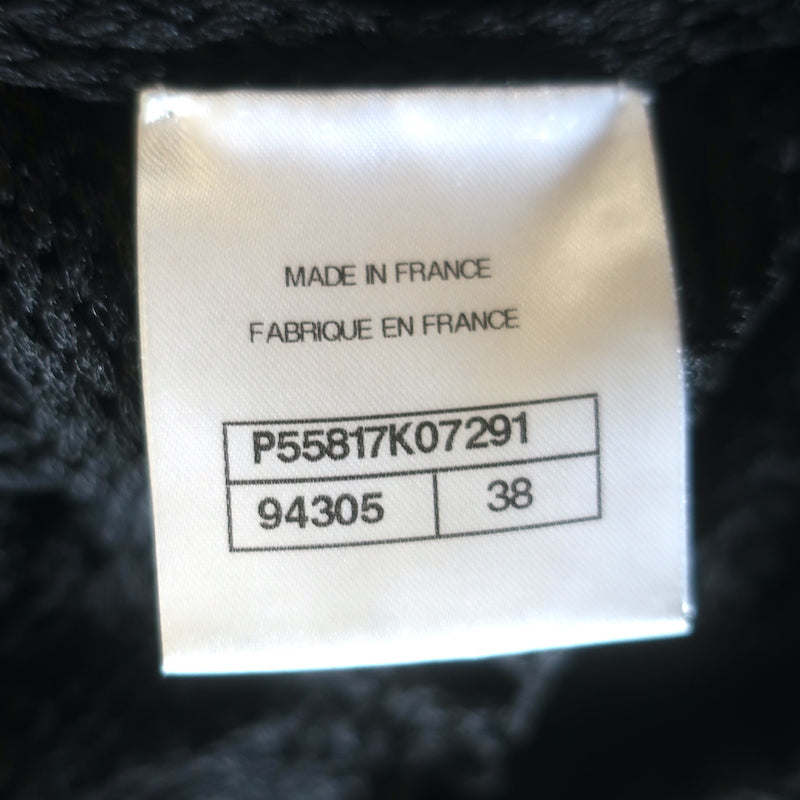 MADE IN FRANCE
FABRIQUE EN FRANCE
P55817K07291
94305 38